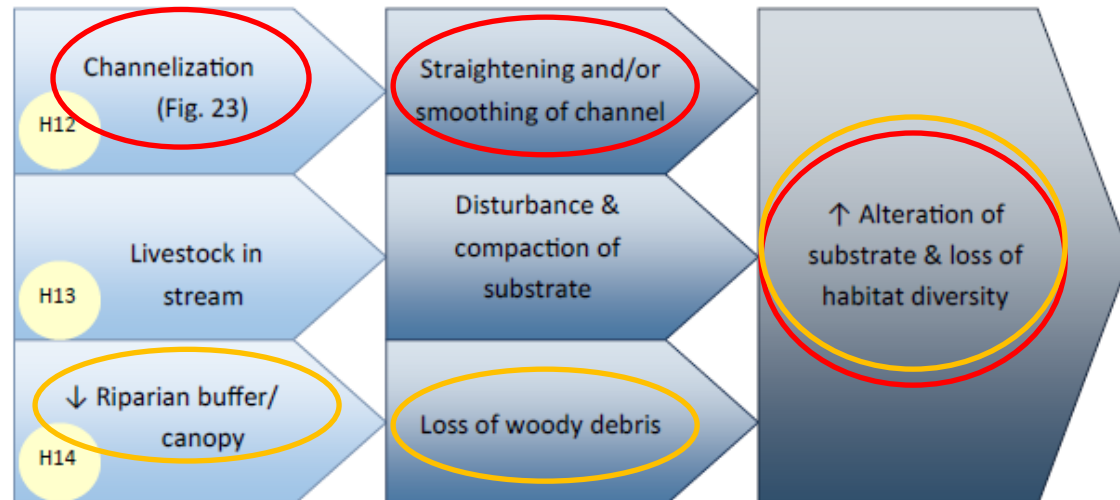 Channelization
(Fig. 23)
H12
Straightening and/or
smoothing of channel
Livestock in
stream
H13
Disturbance &
compaction of
substrate
↑ Alteration of
substrate & loss of
habitat diversity
↓ Riparian buffer/
canopy
H14
Loss of woody debris